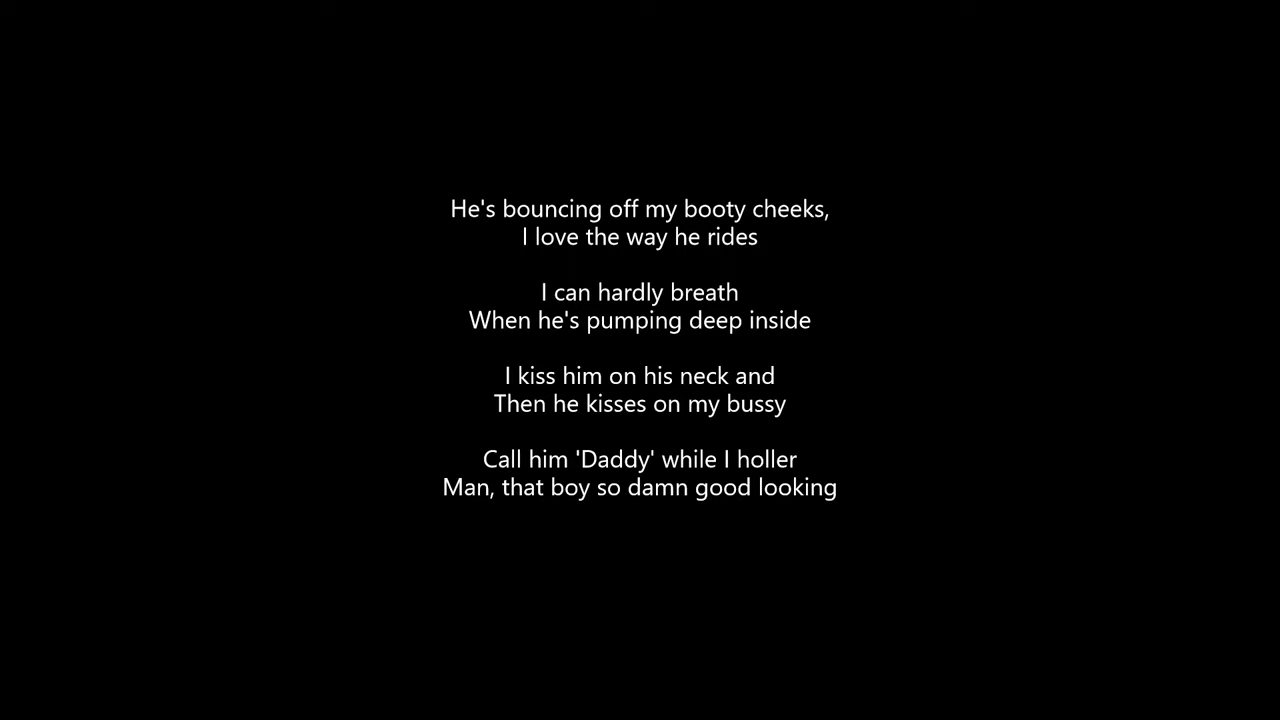 He's bouncing off my booty cheeks,
I love the way he rides
I can hardly breath
When he's pumping deep inside
I kiss him on his neck and
Then he kisses on my bussy
Call him 'Daddy' while I holler
Man, that boy so damn good looking